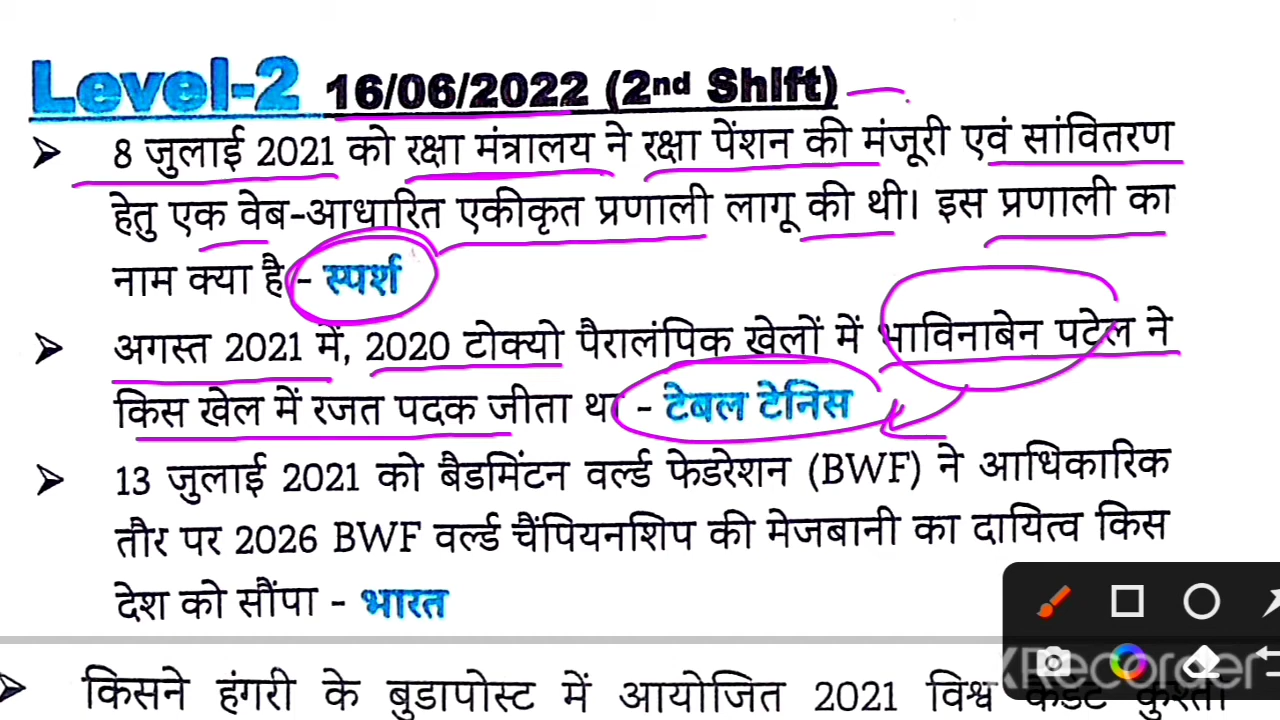 Level-2 16/06/2022 (2nd Shift)
➢ 8 जुलाई 2021 को रक्षा मंत्रालय ने रक्षा पेंशन की मंजूरी एवं सांवितरण
हेतु एक वेब-आधारित एकीकृत प्रणाली लागू की थी। इस प्रणाली का
नाम क्या है - स्पर्श
➢ अगस्त 2021 में, 2020 टोक्यो पैरालंपिक खेलों में भाविनाबेन पटेल ने
किस खेल में रजत पदक जीता था - टेबल टेनिस
➢ 13 जुलाई 2021 को बैडमिंटन वर्ल्ड फेडरेशन (BWF) ने आधिकारिक
तौर पर 2026 BWF वर्ल्ड चैंपियनशिप की मेजबानी का दायित्व किस
देश को सौंपा - भारत
➢ किसने हंगरी के बुडापोस्ट में आयोजित 2021 विश्व
XRecorder